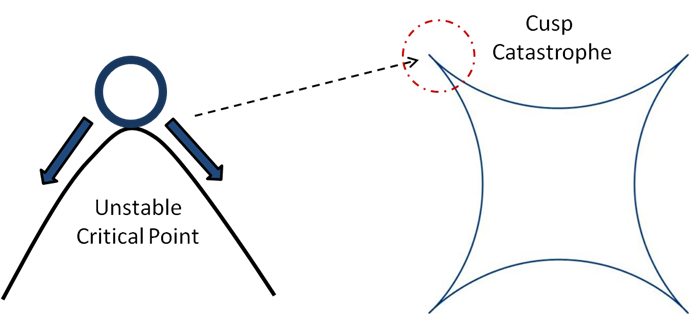 Cusp
Catastrophe
Unstable
Critical Point